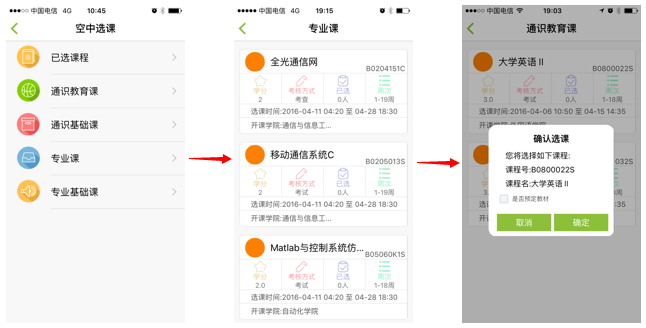 中国电信 4G 10:45
空中选课
已选课程
通识教育课
通识基础课
专业课
专业基础课
中国电信 4G 19:15
专业课
全光通信网
B0204151C
学分 考核方式 已选 周次
2 考查 0人 1-19周
选课时间:2016-04-11 04:20 至 04-28 18:30
开课学院:通信与信息工...
移动通信系统C
B0205013S
学分 考核方式 已选 周次
2 考试 0人 1-19周
选课时间:2016-04-11 04:20 至 04-28 18:30
开课学院:通信与信息工...
Matlab与控制系统仿...
B05060K1S
学分 考核方式 已选 周次
2.0 考试 0人 1-18周
选课时间:2016-04-11 04:20 至 04-28 18:30
开课学院:自动化学院
中国电信 19:03
通识教育课
大学英语 II
B0800022S
学分 考核方式 已选 周次
3.0 考试 0人 1-18周
选课时间:2016-04-06 10:50 至 04-15 14:35
确认选课
您将选择如下课程:
课程号:B0800022S
课程名:大学英语 II
是否预定教材
取消 确定